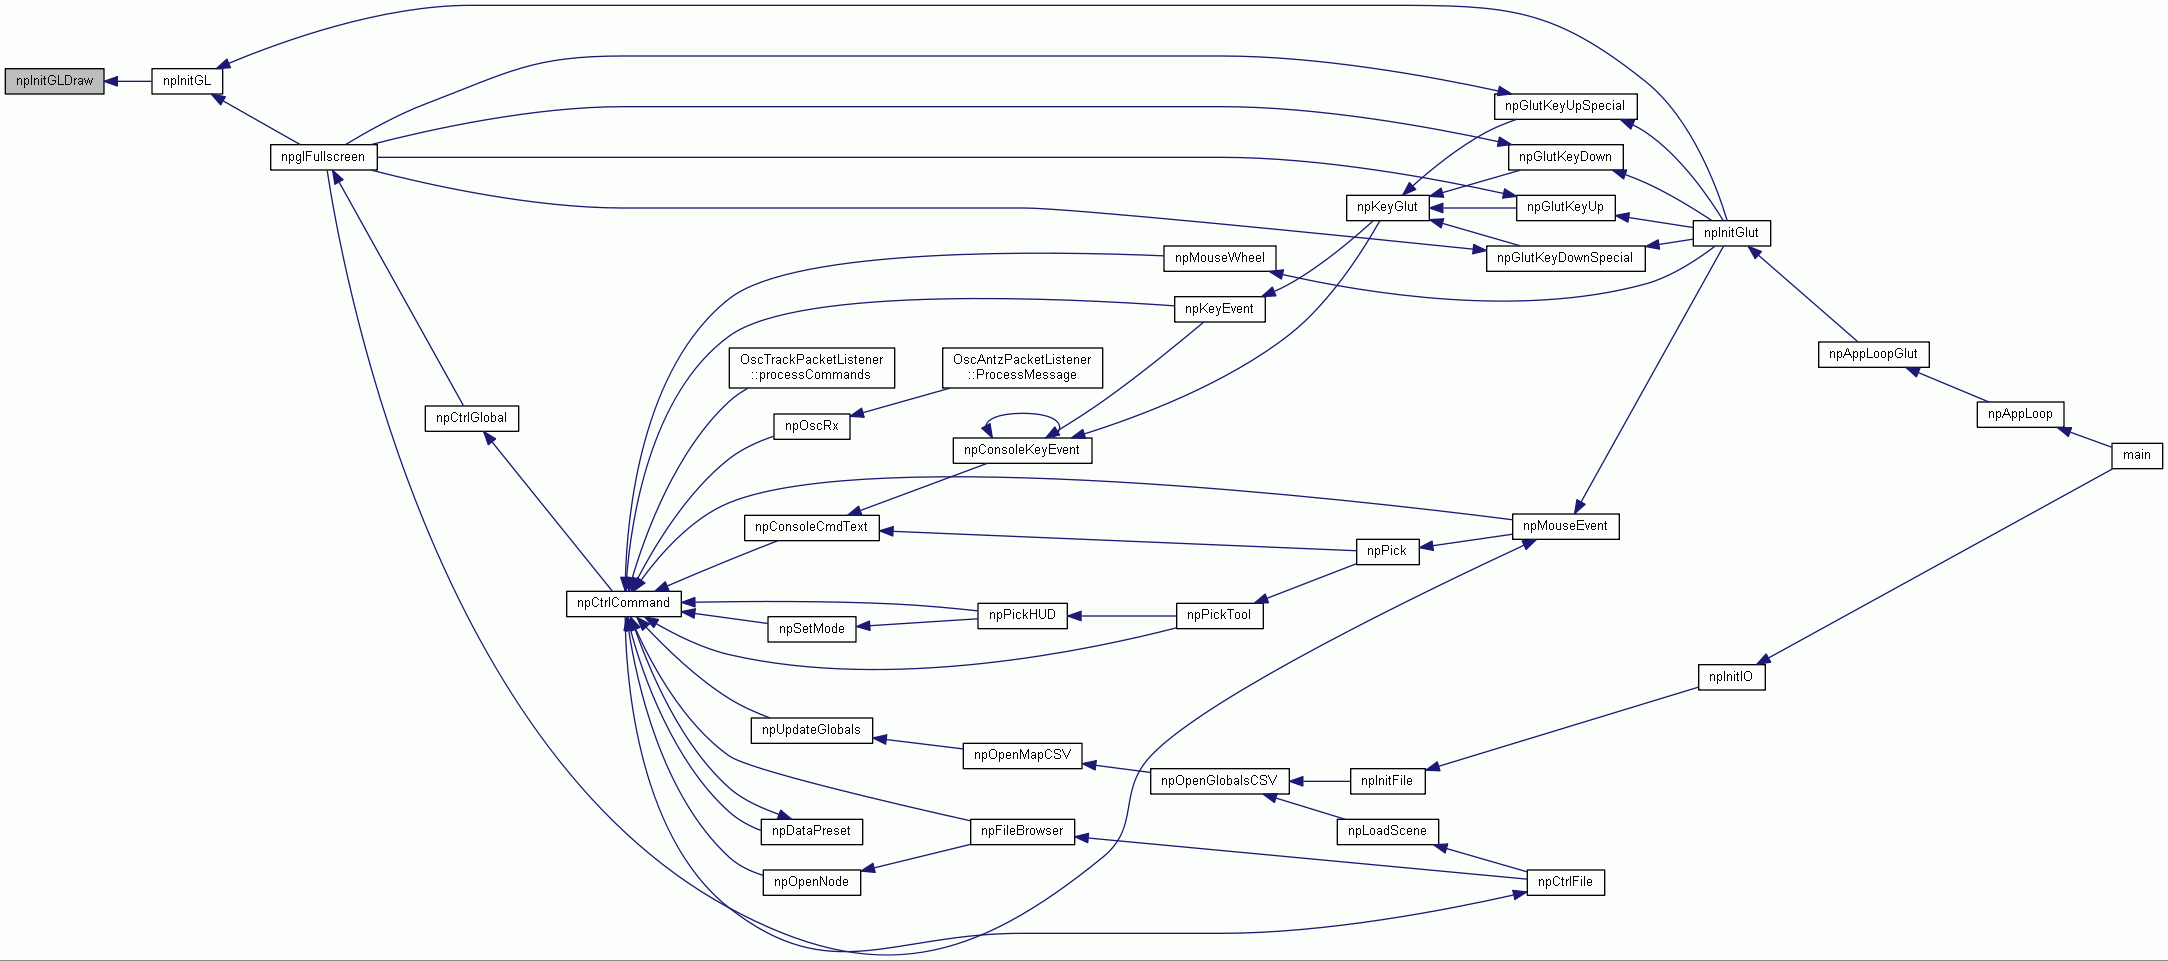 npInitGLDraw
npInitGL
npglFullscreen
npCtrlGlobal
npCtrlCommand
npMouseWheel
npKeyEvent
OscTrackPacketListener
::processCommands
OscAntzPacketListener
::ProcessMessage
npOscRx
npConsoleKeyEvent
npConsoleCmdText
npPick
npPickHUD
npPickTool
npSetMode
npUpdateGlobals
npOpenMapCSV
npOpenGlobalsCSV
npInitFile
npLoadScene
npDataPreset
npFileBrowser
npOpenNode
npCtrlFile
npKeyGlut
npGlutKeyUpSpecial
npGlutKeyDown
npGlutKeyUp
npGlutKeyDownSpecial
npMouseEvent
npInitGlut
npAppLoopGlut
npAppLoop
main
npInitIO